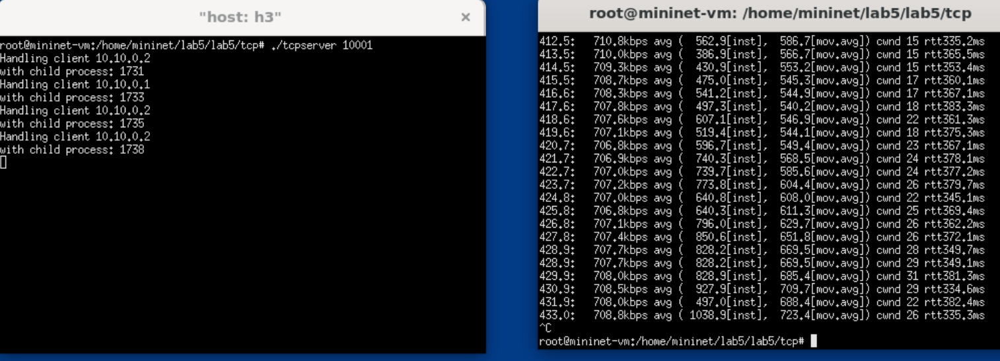 "host: h3"
×
root@mininet-vm:/home/mininet/lab5/lab5/tcp# ./tcpserver 10001
Handling client 10.10.0.2
with child process: 1731
Handling client 10.10.0.1
with child process: 1733
Handling client 10.10.0.2
with child process: 1735
Handling client 10.10.0.2
with child process: 1738
root@mininet-vm: /home/mininet/lab5/lab5/tcp
412.5: 710.8kbps avg ( 562.9[inst], 586.7[mov.avg]) cwnd 15 rtt335.2ms
413.5: 710.0kbps avg ( 386.9[inst], 566.7[mov.avg]) cwnd 15 rtt365.5ms
414.5: 709.3kbps avg ( 430.9[inst], 553.2[mov.avg]) cwnd 15 rtt353.4ms
415.5: 708.7kbps avg ( 475.0[inst], 545.3[mov.avg]) cwnd 17 rtt360.1ms
416.6: 708.3kbps avg ( 541.2[inst], 544.9[mov.avg]) cwnd 17 rtt367.1ms
417.6: 707.8kbps avg ( 497.3[inst], 540.2[mov.avg]) cwnd 18 rtt383.3ms
418.6: 707.6kbps avg ( 607.1[inst], 546.9[mov.avg]) cwnd 22 rtt361.3ms
419.6: 707.1kbps avg ( 519.4[inst], 544.1[mov.avg]) cwnd 18 rtt375.3ms
420.7: 706.8kbps avg ( 596.7[inst], 549.4[mov.avg]) cwnd 23 rtt367.1ms
421.7: 706.9kbps avg ( 740.3[inst], 568.5[mov.avg]) cwnd 24 rtt378.1ms
422.7: 707.0kbps avg ( 739.7[inst], 585.6[mov.avg]) cwnd 24 rtt377.2ms
423.7: 707.2kbps avg ( 773.8[inst], 604.4[mov.avg]) cwnd 26 rtt379.7ms
424.8: 707.0kbps avg ( 640.8[inst], 608.0[mov.avg]) cwnd 22 rtt345.1ms
425.8: 706.8kbps avg ( 640.3[inst], 611.3[mov.avg]) cwnd 25 rtt369.4ms
426.8: 707.1kbps avg ( 796.0[inst], 629.7[mov.avg]) cwnd 26 rtt362.2ms
427.8: 707.4kbps avg ( 850.6[inst], 651.8[mov.avg]) cwnd 26 rtt372.1ms
428.9: 707.7kbps avg ( 828.2[inst], 669.5[mov.avg]) cwnd 28 rtt349.7ms
428.9: 707.7kbps avg ( 828.2[inst], 669.5[mov.avg]) cwnd 29 rtt349.1ms
429.9: 708.0kbps avg ( 828.9[inst], 685.4[mov.avg]) cwnd 31 rtt381.3ms
430.9: 708.5kbps avg ( 927.9[inst], 709.7[mov.avg]) cwnd 29 rtt334.6ms
431.9: 708.0kbps avg ( 497.0[inst], 688.4[mov.avg]) cwnd 22 rtt382.4ms
433.0: 708.8kbps avg ( 1038.9[inst], 723.4[mov.avg]) cwnd 26 rtt335.3ms
^C
root@mininet-vm:/home/mininet/lab5/lab5/tcp#